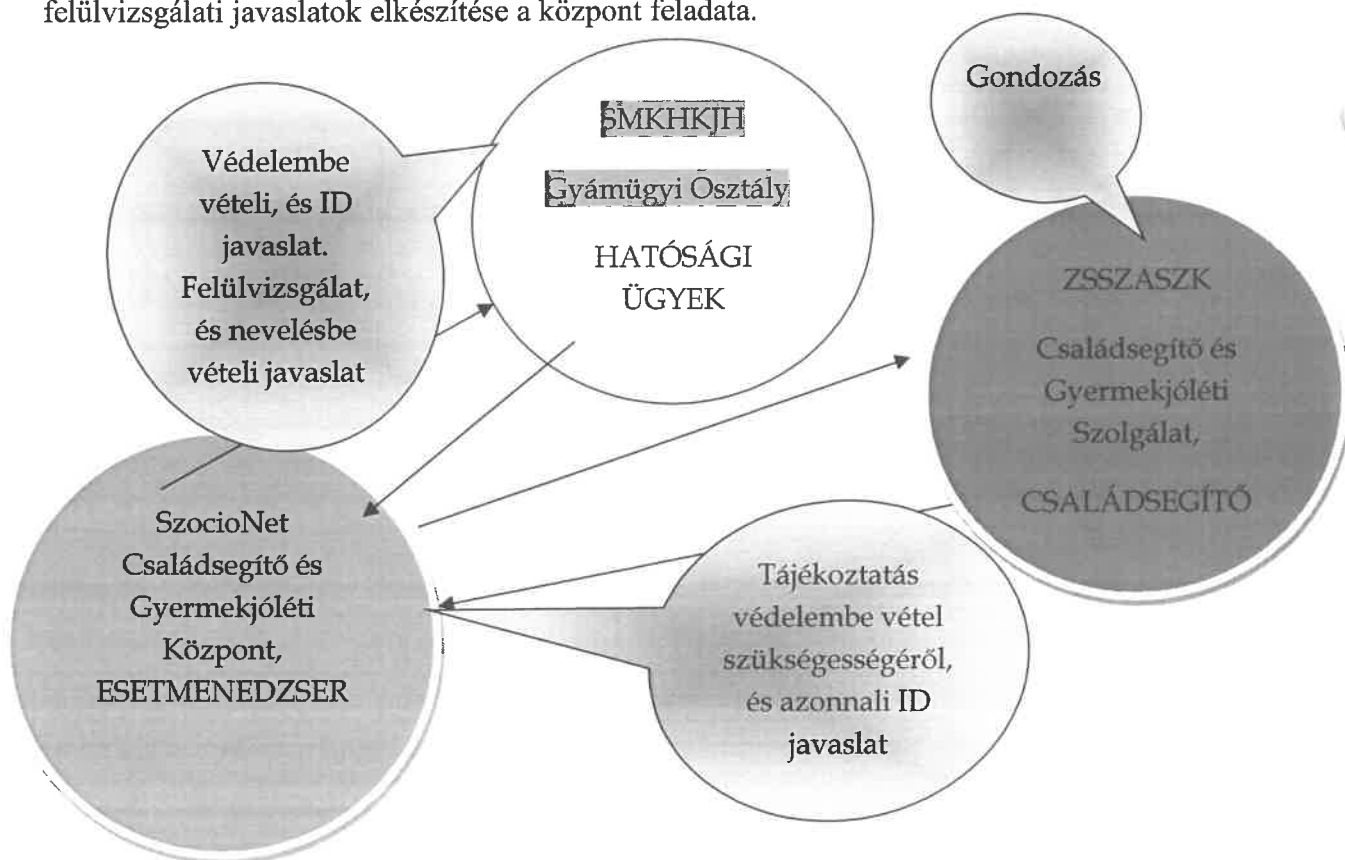 felülvizsgálati javaslatok elkészítése a központ feladata.
Védelembe
vételi, és ID
javaslat.
Felülvizsgálat,
és nevelésbe
vételi javaslat
SMKHKJH
Gyámügyi Osztály
HATÓSÁGI
ÜGYEK
Gondozás
ZSSZASZK
Családsegítő és
Gyermekjóléti
Szolgálat,
CSALÁDSEGÍTŐ
SzocioNet
Családsegítő és
Gyermekjóléti
Központ,
ESETMENEDZSER
Tájékoztatás
védelembe vétel
szükségességéről,
és azonnali ID
javaslat